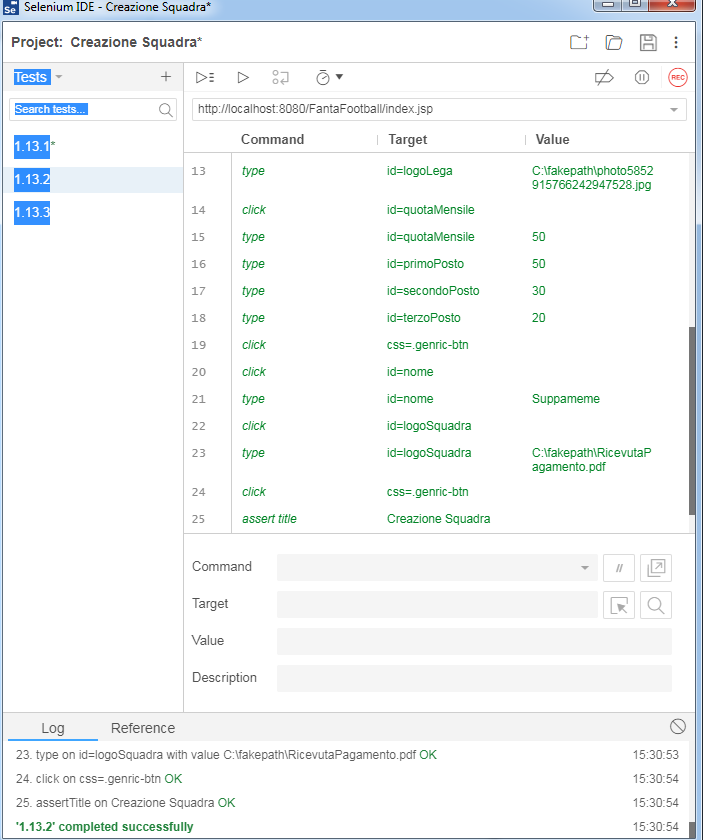 Se Selenium IDE - Creazione Squadra*
Project: Creazione Squadra*
Tests
Search tests...
1.13.1*
1.13.2
1.13.3
REC
http://localhost:8080/FantaFootball/index.jsp
Command Target Value
13 type id=logoLega C:\fakepath\photo5852
915766242947528.jpg
14 click id=quotaMensile
15 type id=quotaMensile 50
16 type id=primoPosto 50
17 type id=secondoPosto 30
18 type id=terzoPosto 20
19 click css=.genric-btn
20 click id=nome
21 type id=nome Suppameme
22 click id=logoSquadra
23 type id=logoSquadra C:\fakepath\RicevutaP
agamento.pdf
24 click css=.genric-btn
25 assert title Creazione Squadra
Command //
Target
Value
Description
Log Reference
23. type on id=logoSquadra with value C:\fakepath\RicevutaPagamento.pdf OK 15:30:53
24. click on css=.genric-btn OK 15:30:54
25. assertTitle on Creazione Squadra OK 15:30:54
'1.13.2' completed successfully 15:30:54